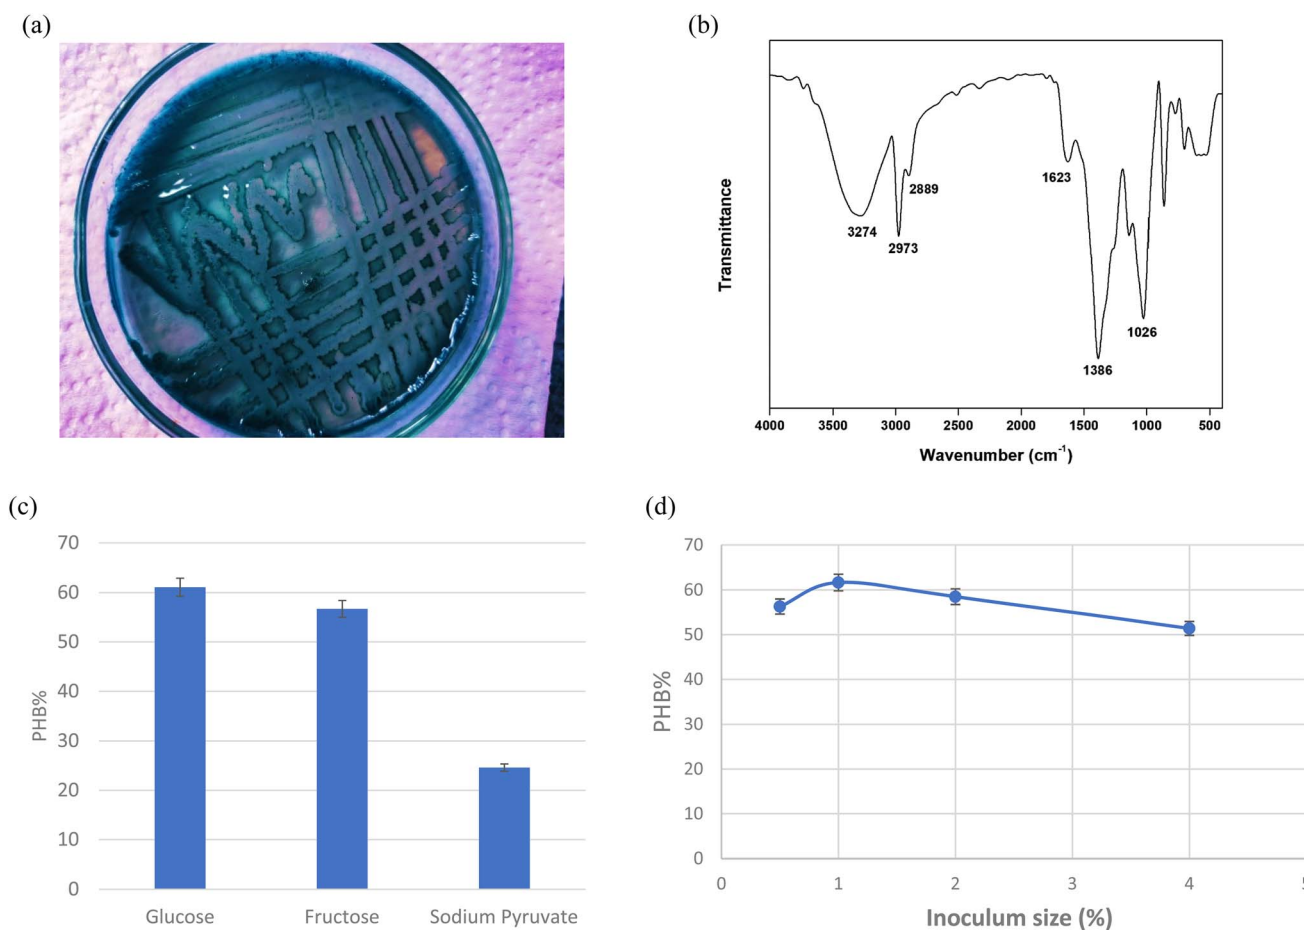 (a)
(b)
Transmittance
3274
2973
2889
1623
1386
1026
4000 3500 3000 2500 2000 1500 1000 500
Wavenumber (cm⁻¹)
(c)
PHB%
70
60
50
40
30
20
10
0
Glucose Fructose Sodium Pyruvate
(d)
PHB%
70
60
50
40
30
20
10
0
0 1 2 3 4 5
Inoculum size (%)